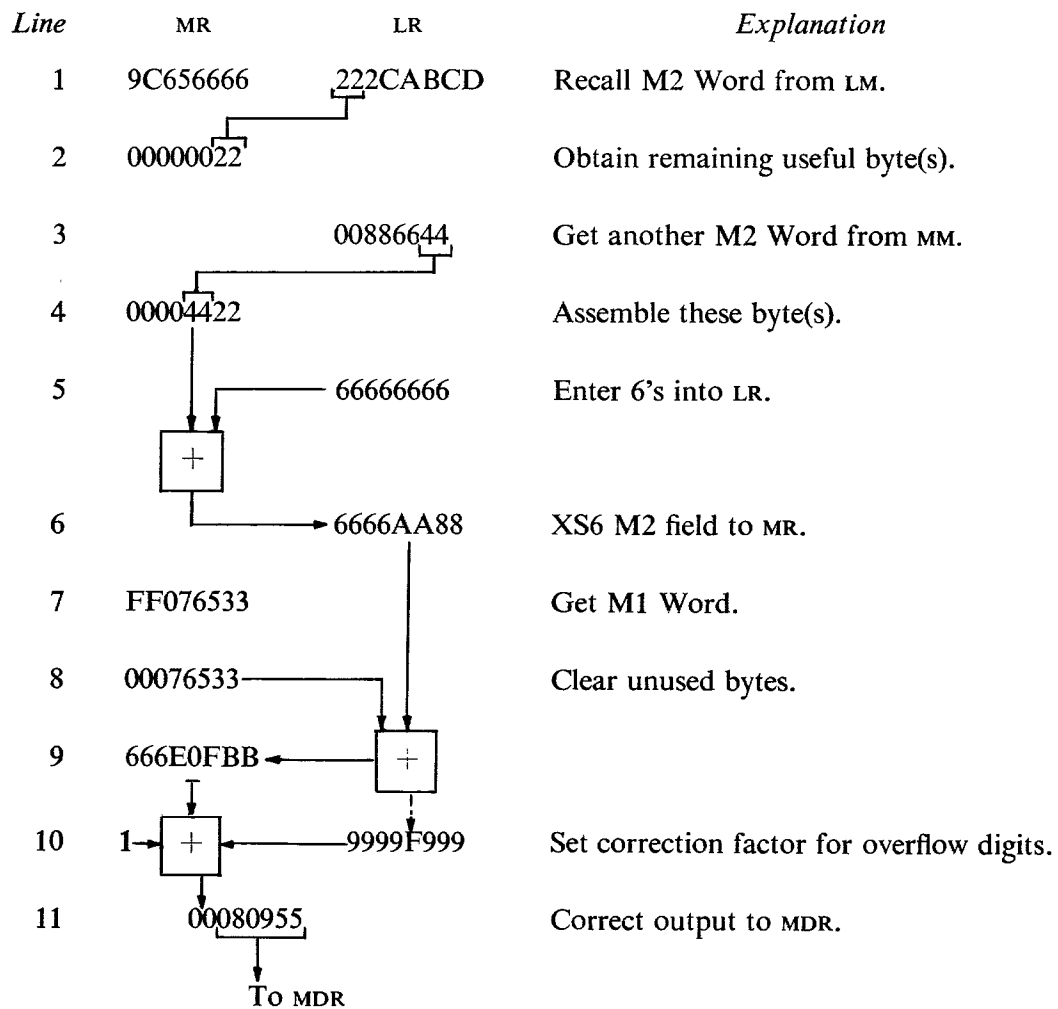 Line MR LR Explanation
1 9C656666 222CABCD Recall M2 Word from LM.
2 00000022 Obtain remaining useful byte(s).
3 00886644 Get another M2 Word from MM.
4 00004422 Assemble these byte(s).
5 66666666 Enter 6's into LR.
+
6 6666AA88 XS6 M2 field to MR.
7 FF076533 Get M1 Word.
8 00076533 Clear unused bytes.
9 666E0FBB +
10 1 + 9999F999 Set correction factor for overflow digits.
11 00080955 Correct output to MDR.
To MDR